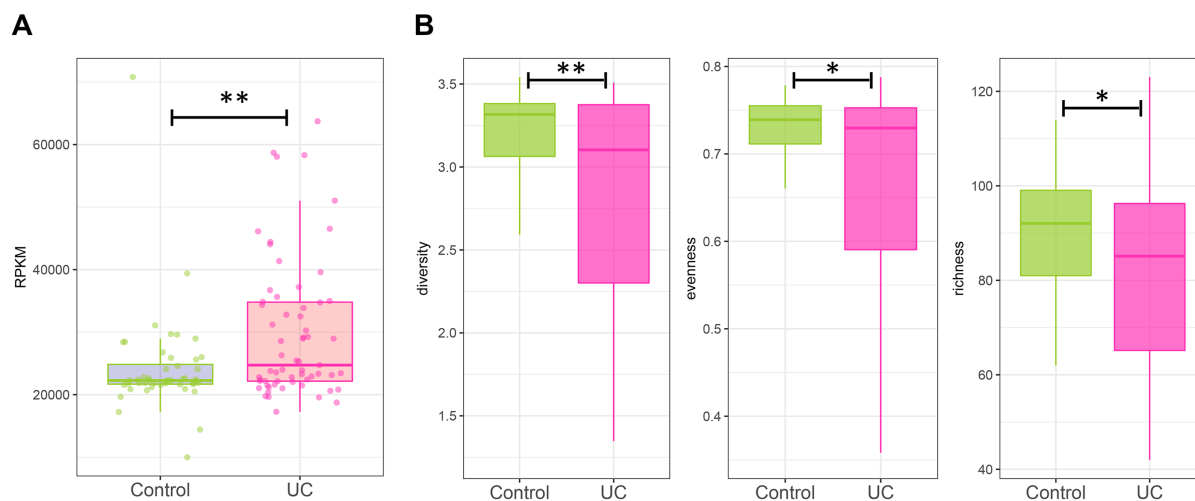 A
B
RPKM
60000
40000
20000
**
Control
UC
diversity
3.5
3.0
2.5
2.0
1.5
**
Control
UC
evenness
0.8
0.7
0.6
0.5
0.4
*
Control
UC
richness
120
100
80
60
40
*
Control
UC